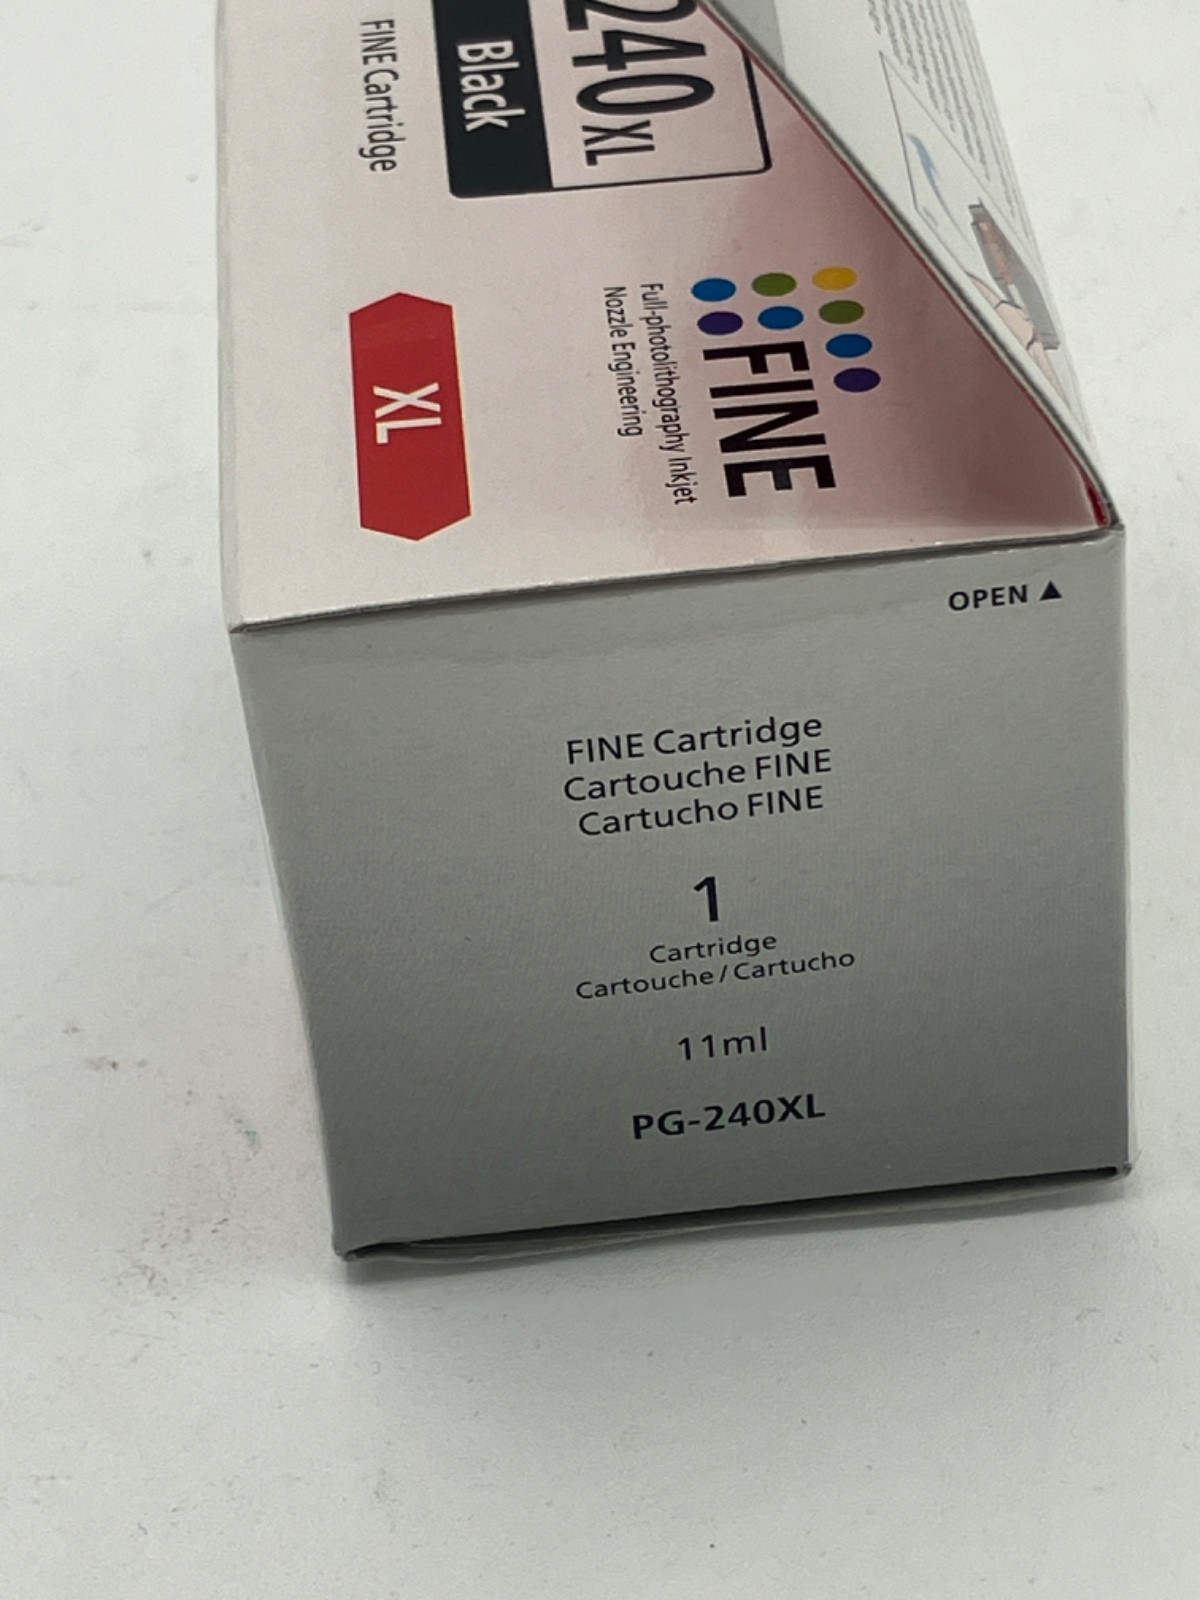 240XL
Black
FINE Cartridge
FINE
Full-photolithography Inkjet
Nozzle Engineering
XL
OPEN ▲
FINE Cartridge
Cartouche FINE
Cartucho FINE
1
Cartridge
Cartouche / Cartucho
11ml
PG-240XL